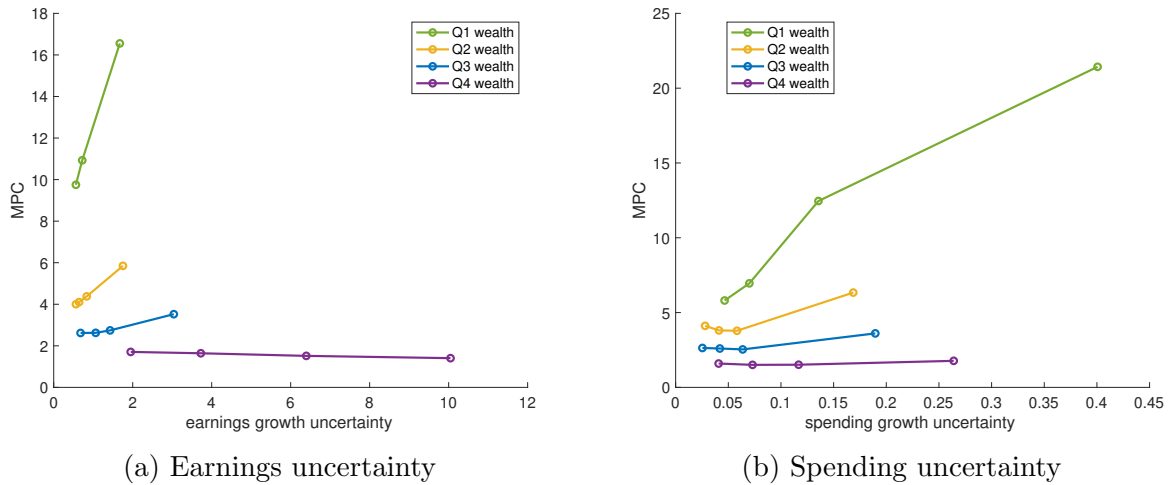 18
16
14
12
10
8
6
4
2
0
MPC
0 2 4 6 8 10 12
earnings growth uncertainty
Q1 wealth
Q2 wealth
Q3 wealth
Q4 wealth
(a) Earnings uncertainty
25
20
15
10
5
0
MPC
0 0.05 0.1 0.15 0.2 0.25 0.3 0.35 0.4 0.45
spending growth uncertainty
Q1 wealth
Q2 wealth
Q3 wealth
Q4 wealth
(b) Spending uncertainty